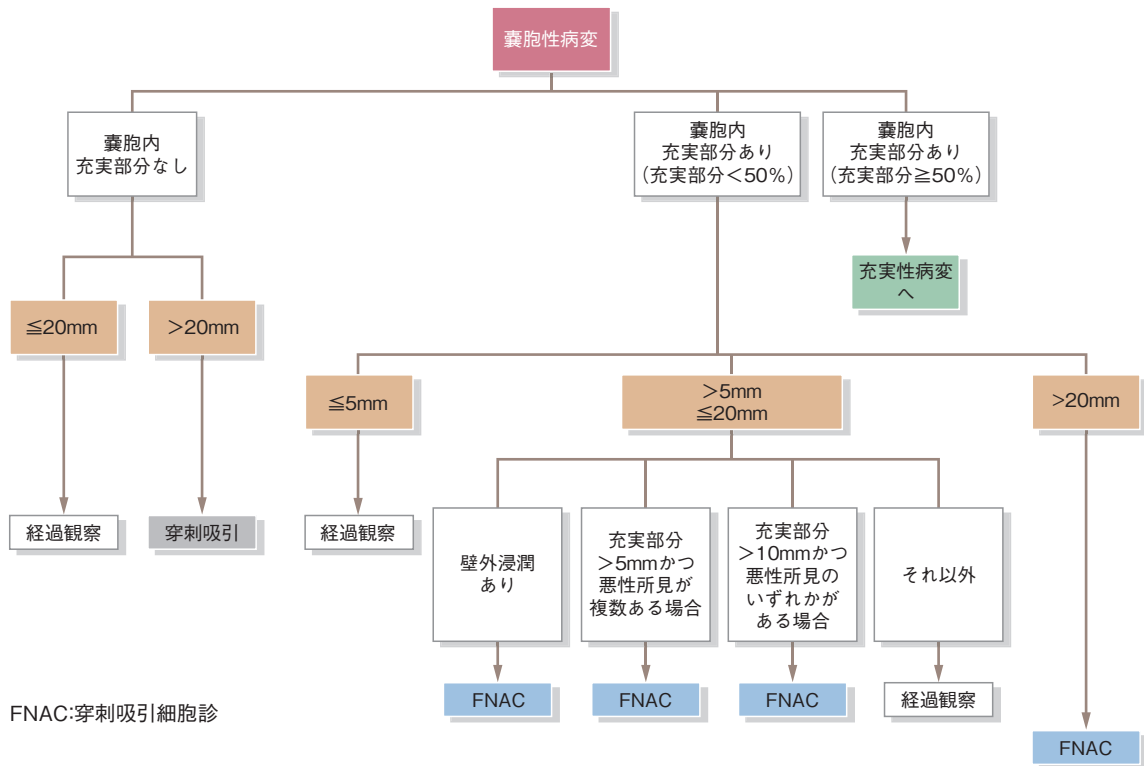 嚢胞性病変
嚢胞内
充実部分なし
嚢胞内
充実部分あり
（充実部分＜50%）
嚢胞内
充実部分あり
（充実部分≧50%）
充実性病変
へ
≦20mm
＞20mm
≦5mm
＞5mm
≦20mm
＞20mm
経過観察
穿刺吸引
経過観察
壁外浸潤
あり
充実部分
＞5mmかつ
悪性所見が
複数ある場合
充実部分
＞10mmかつ
悪性所見の
いずれかが
ある場合
それ以外
FNAC
FNAC
FNAC
経過観察
FNAC
FNAC:穿刺吸引細胞診